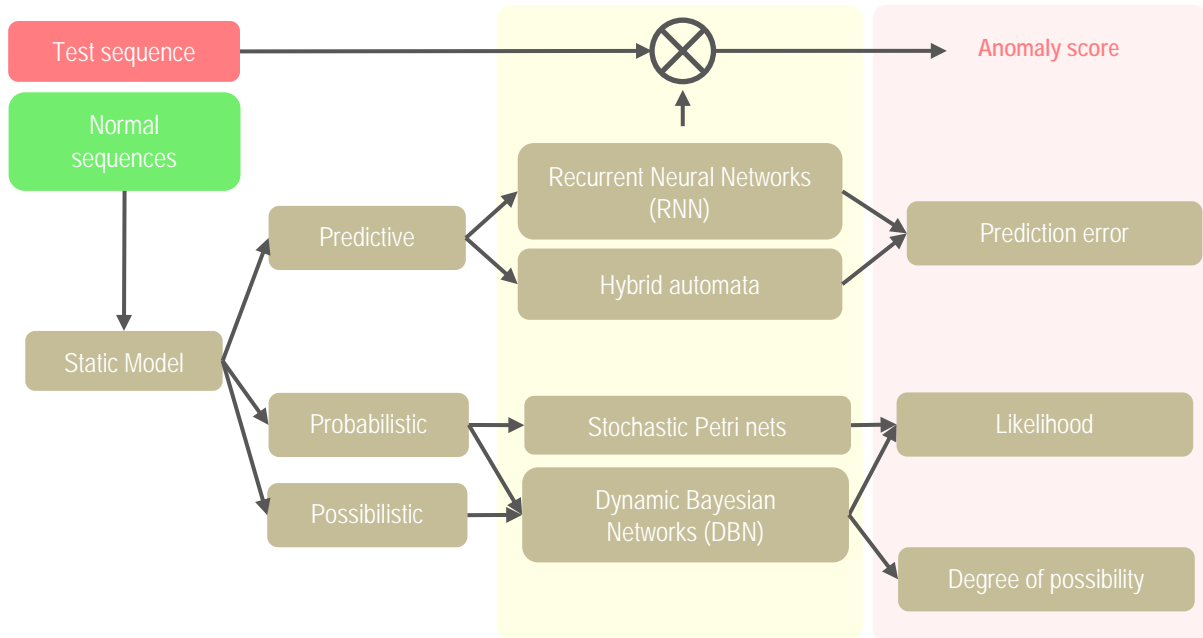 Test sequence
Anomaly score
Normal
sequences
Recurrent Neural Networks
(RNN)
Predictive
Prediction error
Hybrid automata
Static Model
Probabilistic
Stochastic Petri nets
Likelihood
Possibilistic
Dynamic Bayesian
Networks (DBN)
Degree of possibility